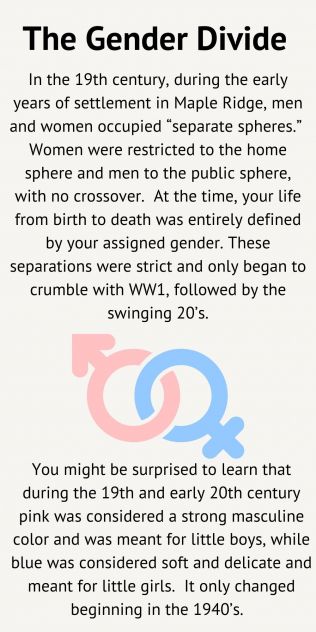 The Gender Divide
In the 19th century, during the early
years of settlement in Maple Ridge, men
and women occupied “separate spheres.”
Women were restricted to the home
sphere and men to the public sphere,
with no crossover.  At the time, your life
from birth to death was entirely defined
by your assigned gender. These
separations were strict and only began to
crumble with WW1, followed by the
swinging 20’s.
You might be surprised to learn that
during the 19th and early 20th century
pink was considered a strong masculine
color and was meant for little boys, while
blue was considered soft and delicate and
meant for little girls.  It only changed
beginning in the 1940’s.